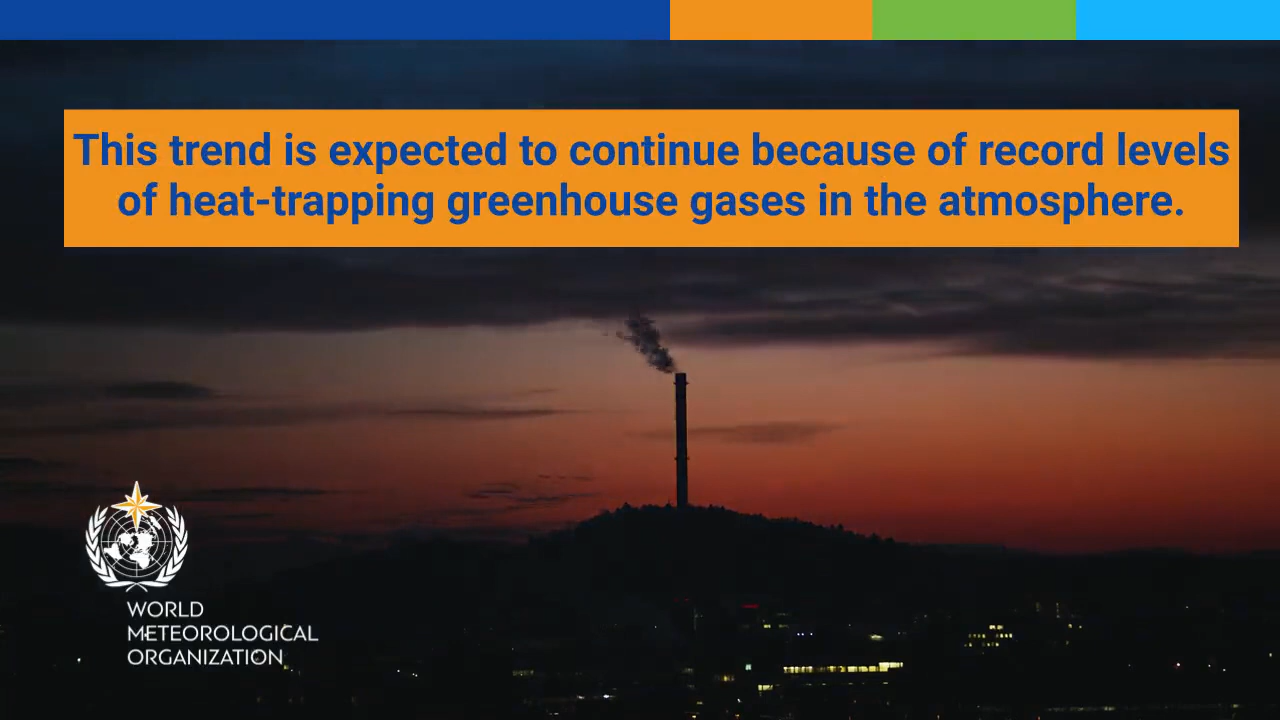 This trend is expected to continue because of record levels
of heat-trapping greenhouse gases in the atmosphere.
WORLD
METEOROLOGICAL
ORGANIZATION